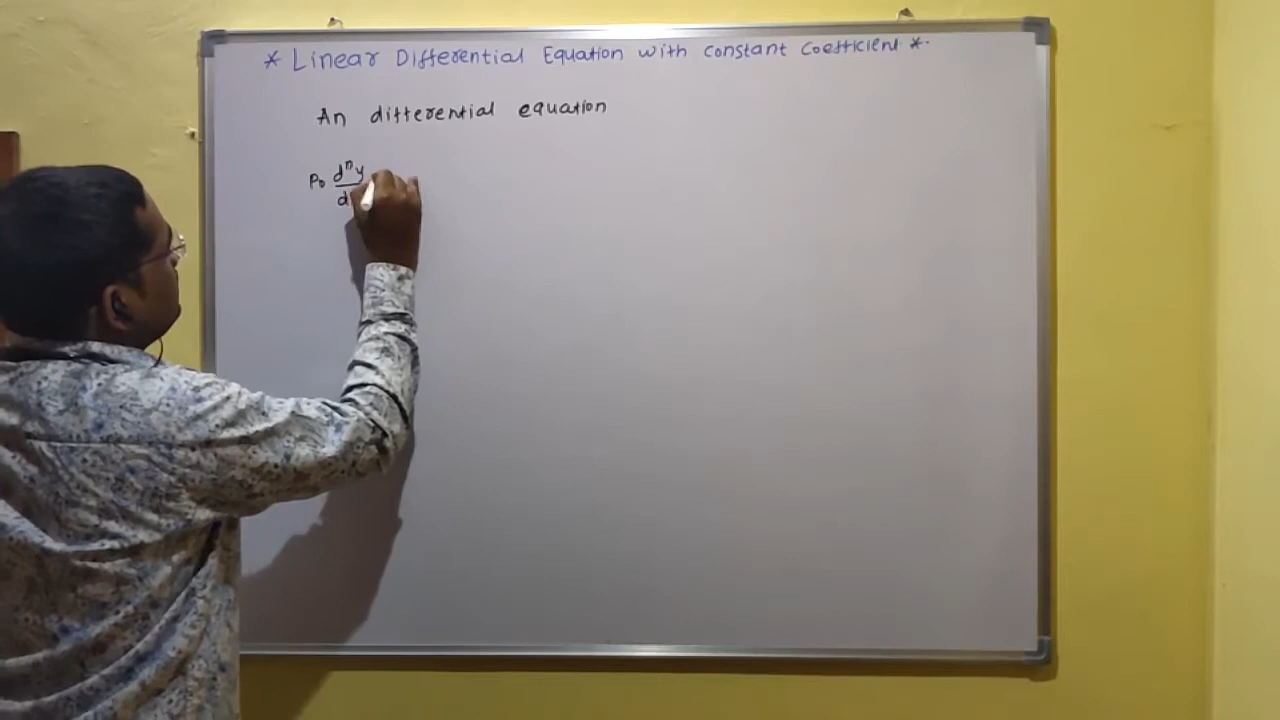 * Linear Differential Equation with constant Coefficient *
An differential equation
P₀ dⁿy
d